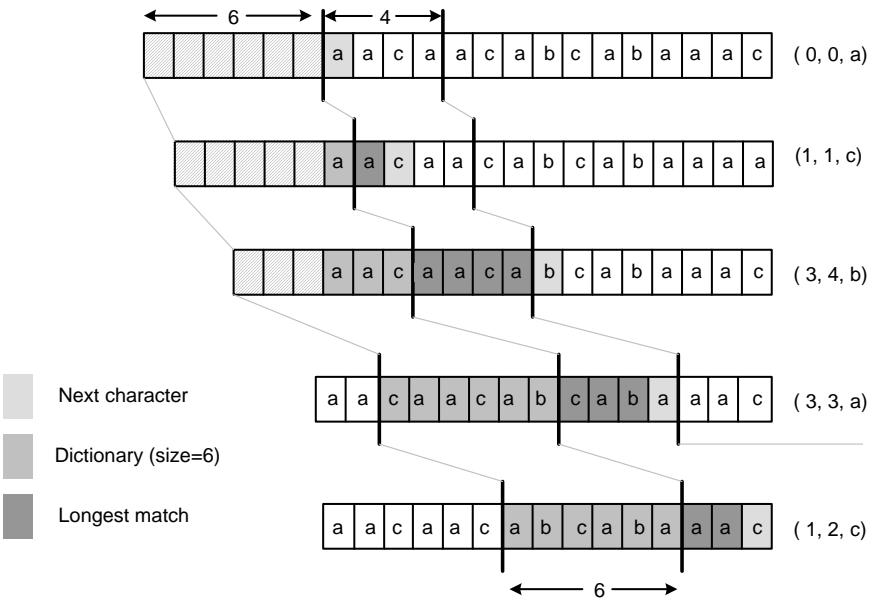 6 4
a a c a a c a b c a b a a a c ( 0, 0, a)
a a c a a c a b c a b a a a a (1, 1, c)
a a c a a c a b c a b a a a c ( 3, 4, b)
a a c a a c a b c a b a a a c ( 3, 3, a)
Next character
Dictionary (size=6)
Longest match
a a c a a c a b c a b a a a c ( 1, 2, c)
6